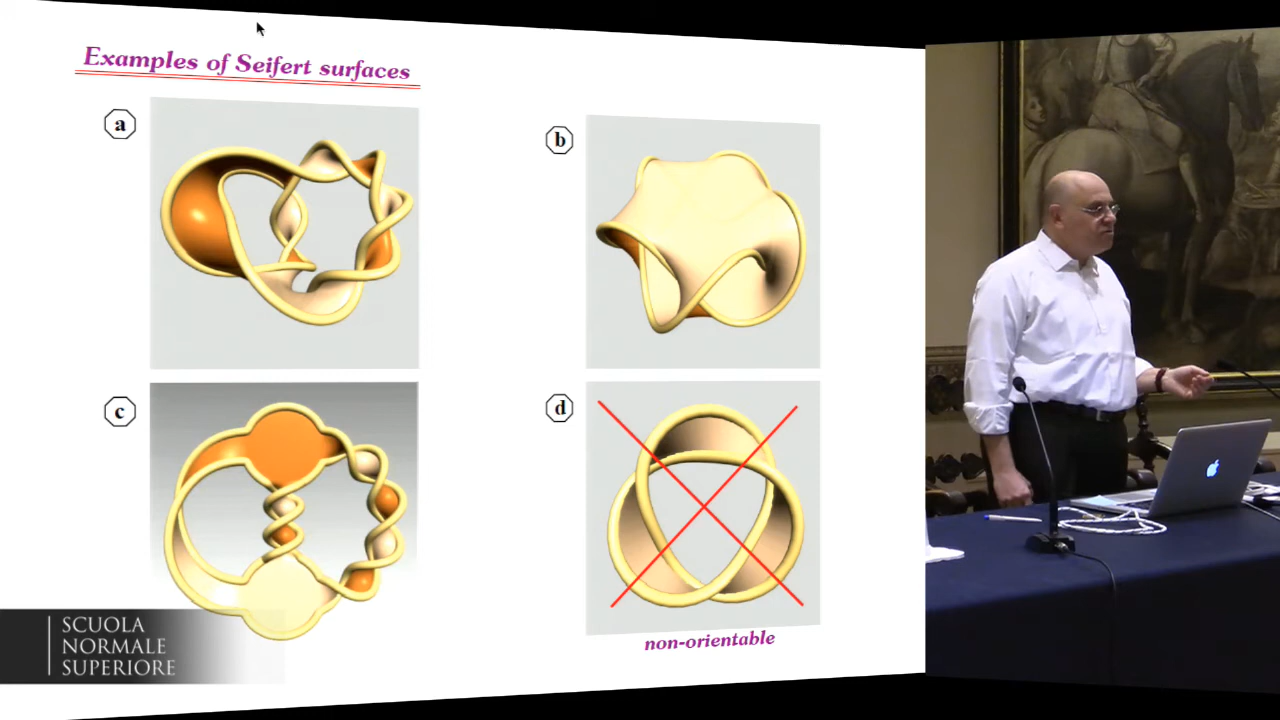 Examples of Seifert surfaces
a
b
c
d
non-orientable
SCUOLA
NORMALE
SUPERIORE